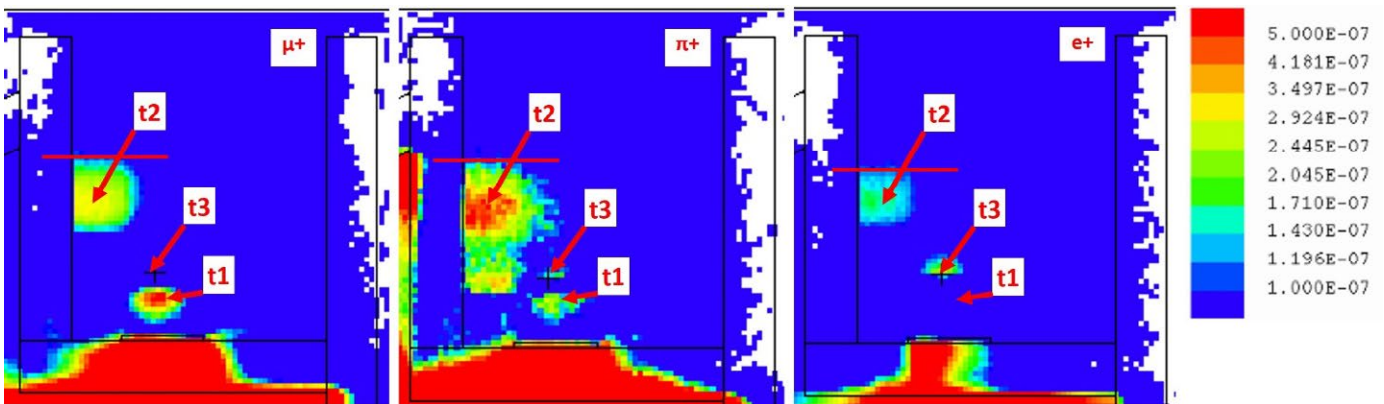 μ+
t2
t3
t1
π+
t2
t3
t1
e+
t2
t3
t1
5.000E-07
4.181E-07
3.497E-07
2.924E-07
2.445E-07
2.045E-07
1.710E-07
1.430E-07
1.196E-07
1.000E-07